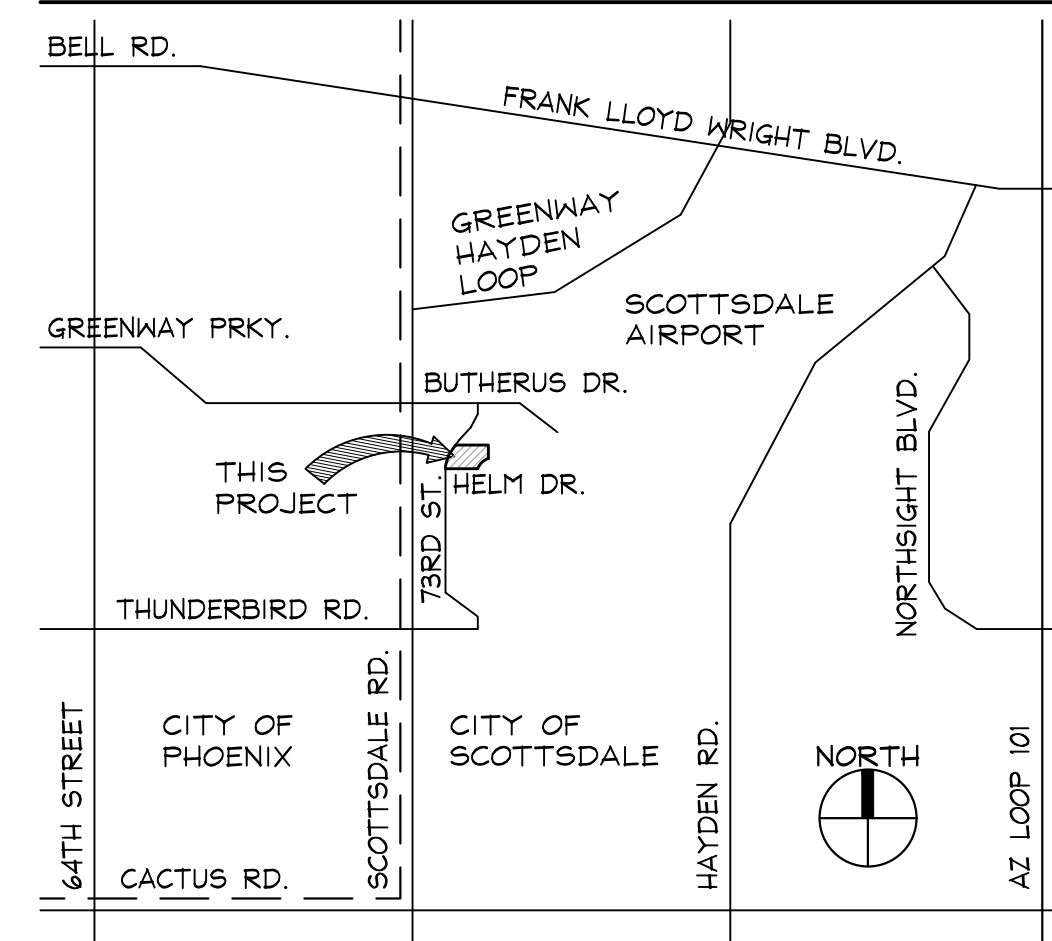 BELL RD.
FRANK LLOYD WRIGHT BLVD.
GREENWAY
HAYDEN
LOOP
SCOTTSDALE
AIRPORT
GREENWAY PRKY.
BUTHERUS DR.
THIS
PROJECT
HELM DR.
73RD ST.
NORTHSIGHT BLVD.
THUNDERBIRD RD.
CITY OF
PHOENIX
CITY OF
SCOTTSDALE
64TH STREET
SCOTTSDALE RD.
HAYDEN RD.
NORTH
AZ LOOP 101
CACTUS RD.